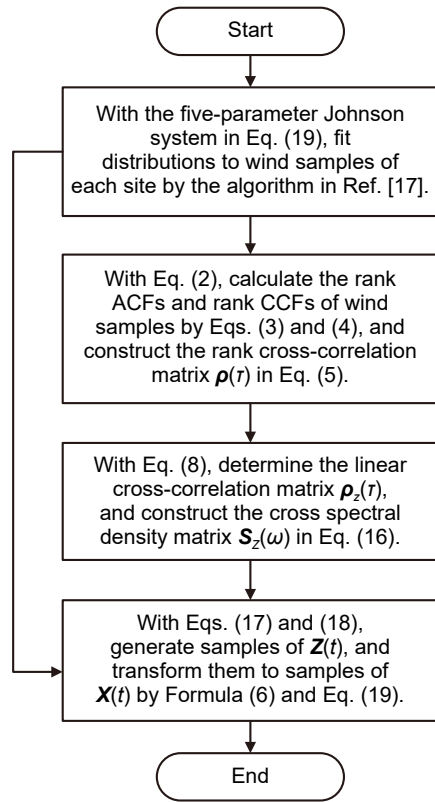 Start
With the five-parameter Johnson
system in Eq. (19), fit
distributions to wind samples of
each site by the algorithm in Ref. [17].
With Eq. (2), calculate the rank
ACFs and rank CCFs of wind
samples by Eqs. (3) and (4), and
construct the rank cross-correlation
matrix ρ(τ) in Eq. (5).
With Eq. (8), determine the linear
cross-correlation matrix ρz(τ),
and construct the cross spectral
density matrix Sz(ω) in Eq. (16).
With Eqs. (17) and (18),
generate samples of Z(t), and
transform them to samples of
X(t) by Formula (6) and Eq. (19).
End